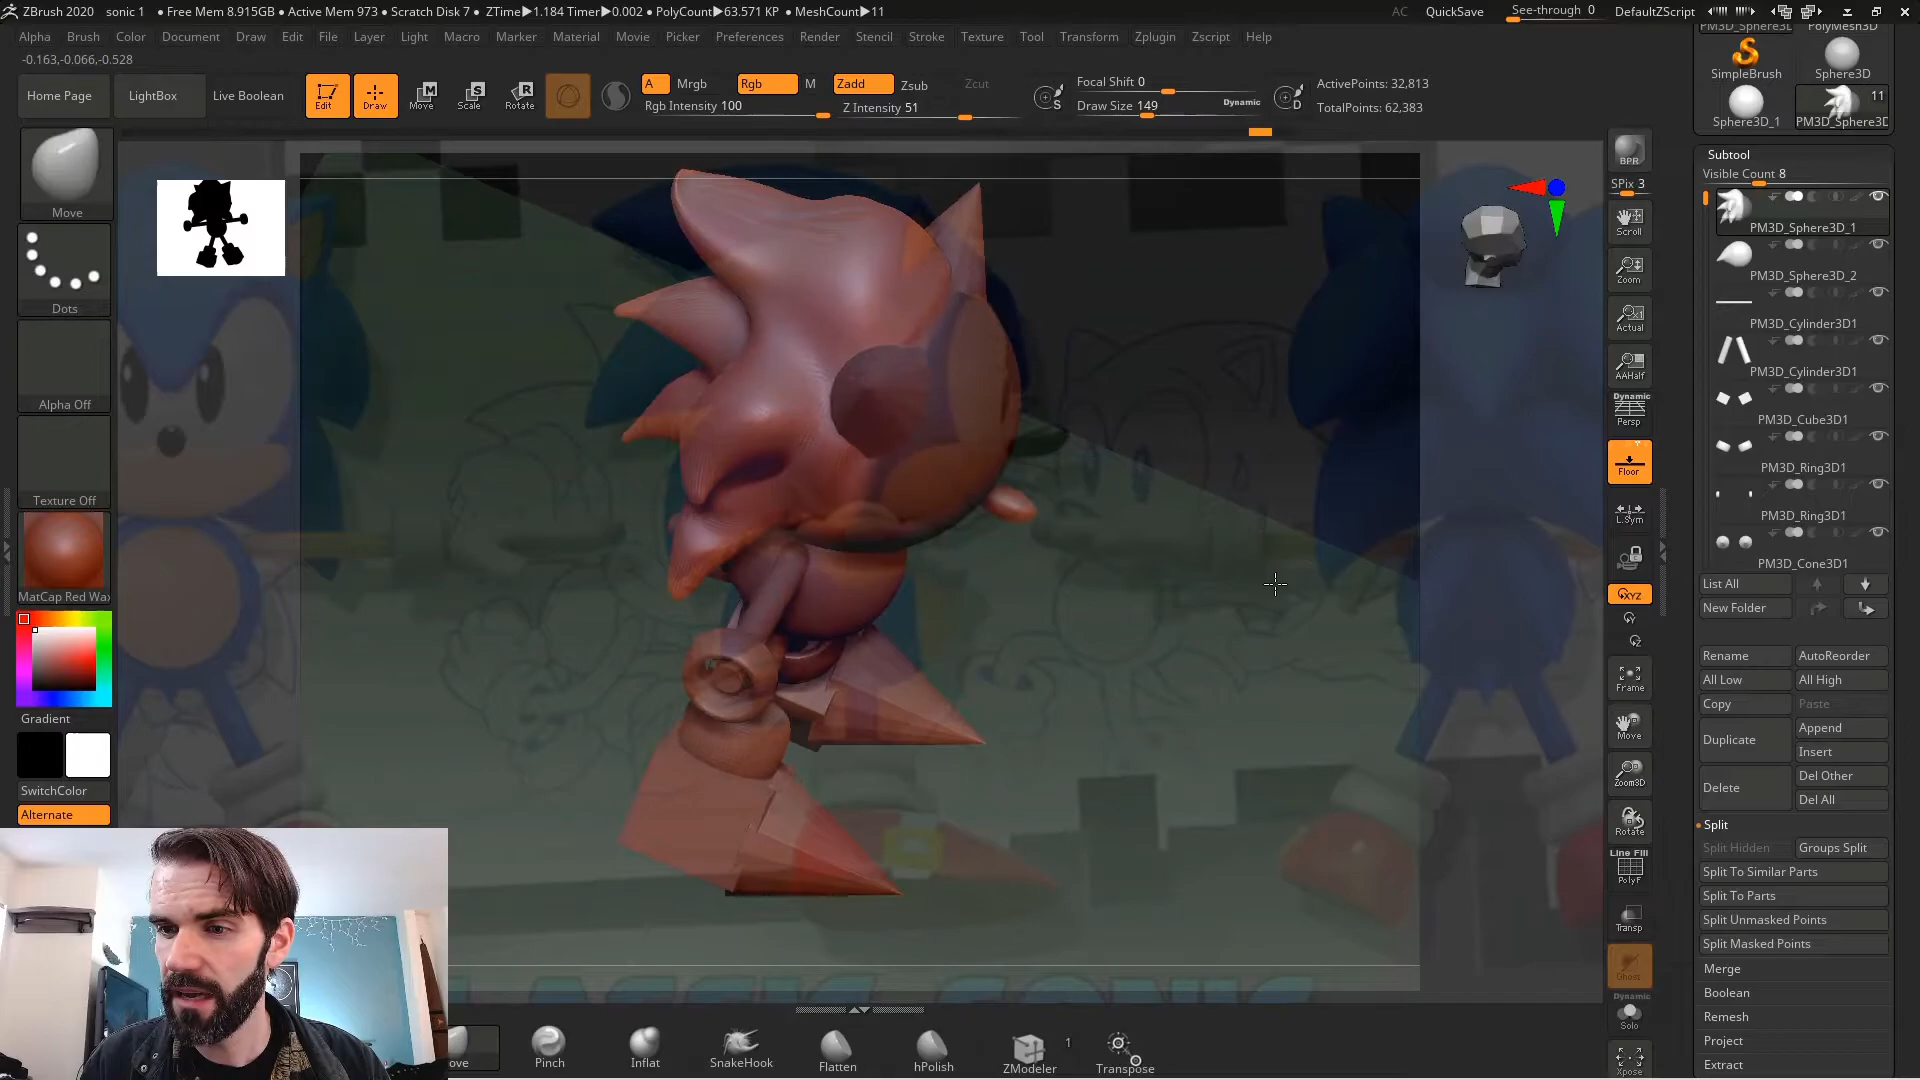 ZBrush 2020 sonic 1 • Free Mem 8.915GB • Active Mem 973 • Scratch Disk 7 • ZTime▶1.184 Timer▶0.002 • PolyCount▶63.571 KP • MeshCount▶11 AC QuickSave See-through 0 DefaultZScript
Alpha Brush Color Document Draw Edit File Layer Light Macro Marker Material Movie Picker Preferences Render Stencil Stroke Texture Tool Transform Zplugin Zscript Help
-0.163,-0.066,-0.528
Home Page LightBox Live Boolean Edit Draw Move Scale Rotate
A Mrgb Rgb M Zadd Zsub Zcut
Rgb Intensity 100 Z Intensity 51
Focal Shift 0
Draw Size 149 Dynamic
S D
ActivePoints: 32,813
TotalPoints: 62,383
Move
Dots
Alpha Off
Texture Off
MatCap Red Wax
Gradient
SwitchColor
Alternate
CLASSIC SONIC
Pinch Inflat SnakeHook Flatten hPolish ZModeler 1 Transpose
BPR
SPix 3
Scroll
Zoom
Actual
AAHalf
Dynamic
Persp
Floor
L.Sym
XYZ
Frame
Move
Zoom3D
Rotate
Line Fill
PolyF
Transp
Ghost
Dynamic
Solo
Xpose
PM3D_Sphere3D PolyMesh3D
SimpleBrush Sphere3D
11
Sphere3D_1 PM3D_Sphere3D
Subtool
Visible Count 8
PM3D_Sphere3D_1
PM3D_Sphere3D_2
PM3D_Cylinder3D1
PM3D_Cylinder3D1
PM3D_Cube3D1
PM3D_Ring3D1
PM3D_Ring3D1
PM3D_Cone3D1
List All
New Folder
Rename AutoReorder
All Low All High
Copy Paste
Duplicate Append
Insert
Delete Del Other
Del All
Split
Split Hidden Groups Split
Split To Similar Parts
Split To Parts
Split Unmasked Points
Split Masked Points
Merge
Boolean
Remesh
Project
Extract